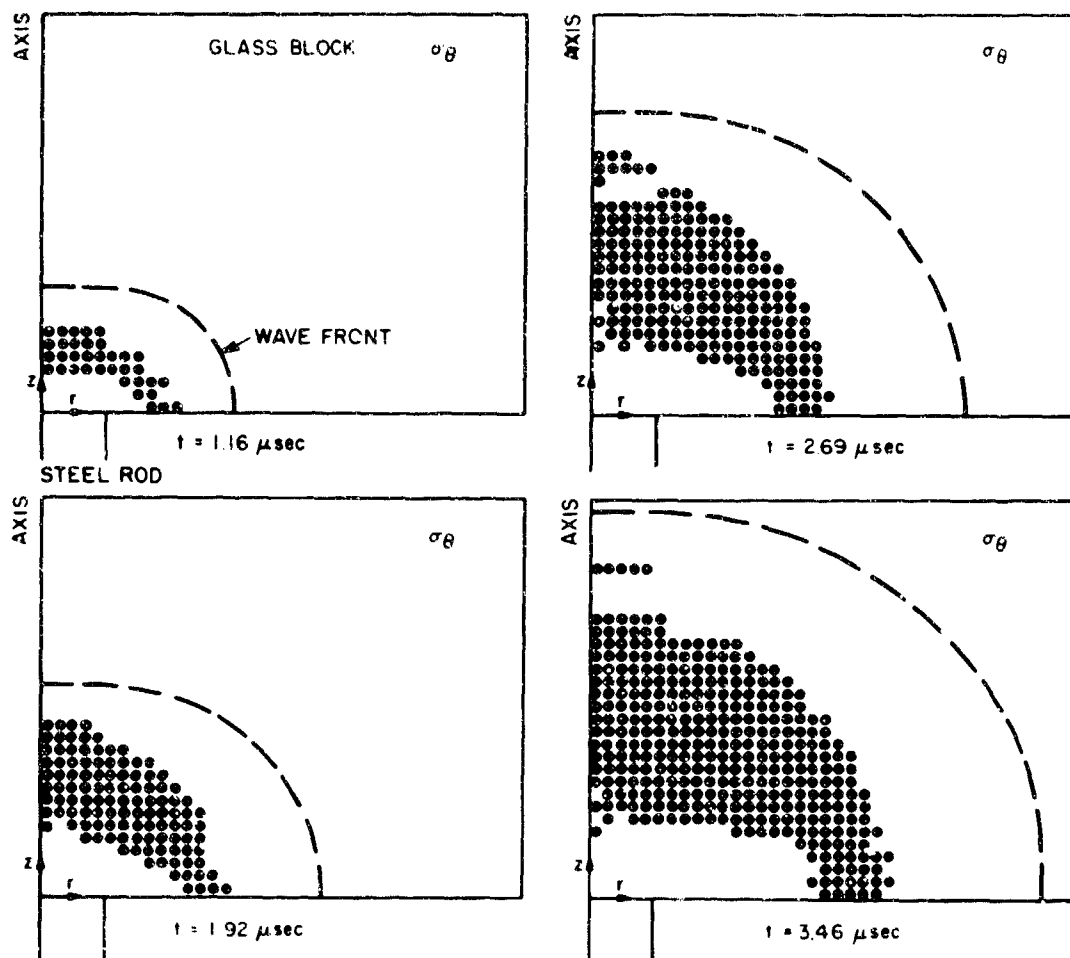 AXIS
GLASS BLOCK
σθ
WAVE FRONT
z
r
t = 1.16 μsec
STEEL ROD
AXIS
σθ
z
r
t = 2.69 μsec
AXIS
σθ
z
r
t = 1.92 μsec
AXIS
σθ
z
r
t = 3.46 μsec